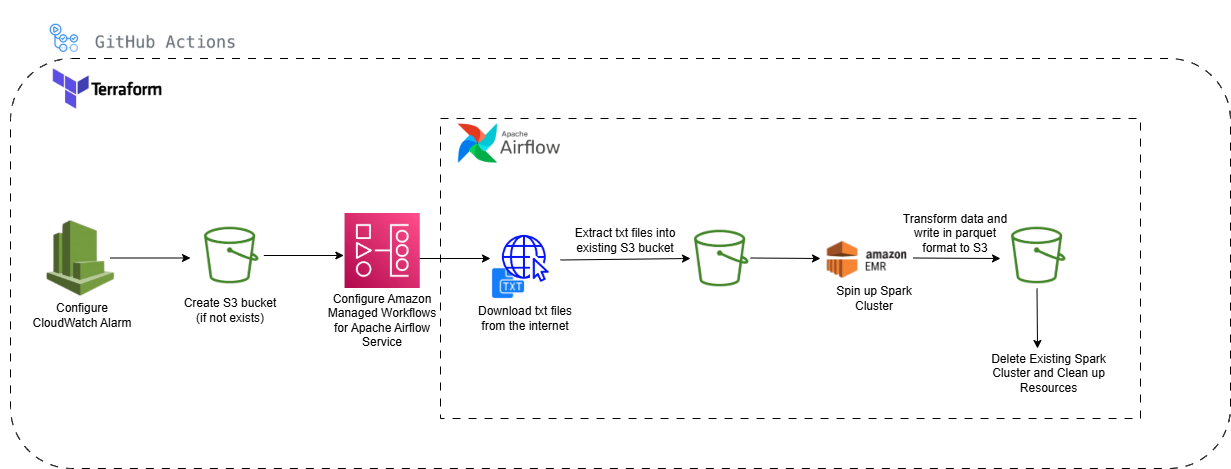 GitHub Actions
Terraform
Apache
Airflow
Configure
CloudWatch Alarm
Create S3 bucket
(if not exists)
Configure Amazon
Managed Workflows
for Apache Airflow
Service
TXT
Download txt files
from the internet
Extract txt files into
existing S3 bucket
amazon
EMR
Spin up Spark
Cluster
Transform data and
write in parquet
format to S3
Delete Existing Spark
Cluster and Clean up
Resources